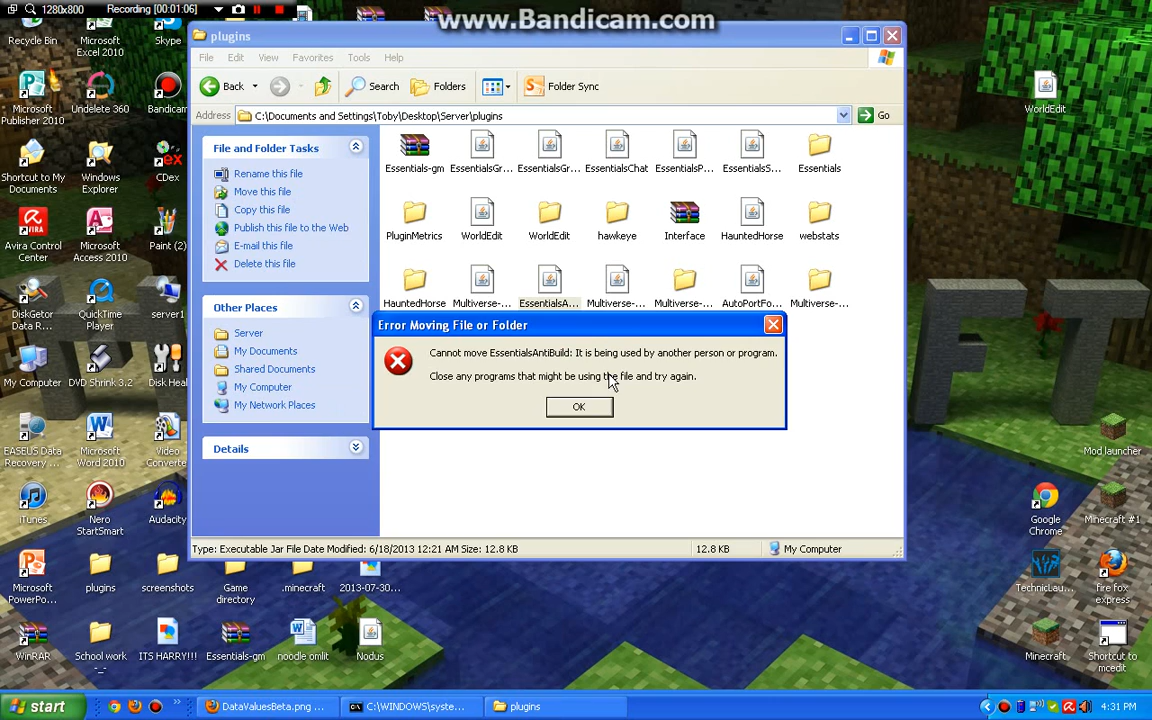 1280x800
Recording [00:01:06]
www.Bandicam.com
plugins
File Edit View Favorites Tools Help
Back Search Folders Folder Sync
Address C:\Documents and Settings\Toby\Desktop\Server\plugins Go
File and Folder Tasks
Rename this file
Move this file
Copy this file
Publish this file to the Web
E-mail this file
Delete this file
Other Places
Server
My Documents
Shared Documents
My Computer
My Network Places
Details
Essentials-gm EssentialsGr... EssentialsGr... EssentialsChat EssentialsP... EssentialsS... Essentials
PluginMetrics WorldEdit WorldEdit hawkeye Interface HauntedHorse webstats
HauntedHorse Multiverse-... EssentialsA... Multiverse-... Multiverse-... AutoPortFo... Multiverse-...
Error Moving File or Folder
Cannot move EssentialsAntiBuild: It is being used by another person or program.
Close any programs that might be using the file and try again.
OK
Type: Executable Jar File Date Modified: 6/18/2013 12:21 AM Size: 12.8 KB 12.8 KB My Computer
Recycle Bin
Microsoft
Excel 2010
Skype
Microsoft
Publisher 2010
Undelete 360
Bandicam
Shortcut to My
Documents
Windows
Explorer
CDex
Avira Control
Center
Microsoft
Access 2010
Paint (2)
DiskGetor
Data R...
QuickTime
Player
server1
My Computer
DVD Shrink 3.2
Disk Heal
EASEUS Data
Recovery ...
Microsoft
Word 2010
Video
Converte
iTunes
Nero
StartSmart
Audacity
Microsoft
PowerPo...
plugins
screenshots
Game
directory
.minecraft
2013-07-30...
WinRAR
School work
-_-
ITS HARRY!!!
Essentials-gm
noodle omlit
Nodus
WorldEdit
Mod launcher
Google
Chrome
Minecraft #1
TechnicLau...
fire fox
express
Minecraft
Shortcut to
mcedit
start
DataValuesBeta.png ...
C:\WINDOWS\syste...
plugins
4:31 PM